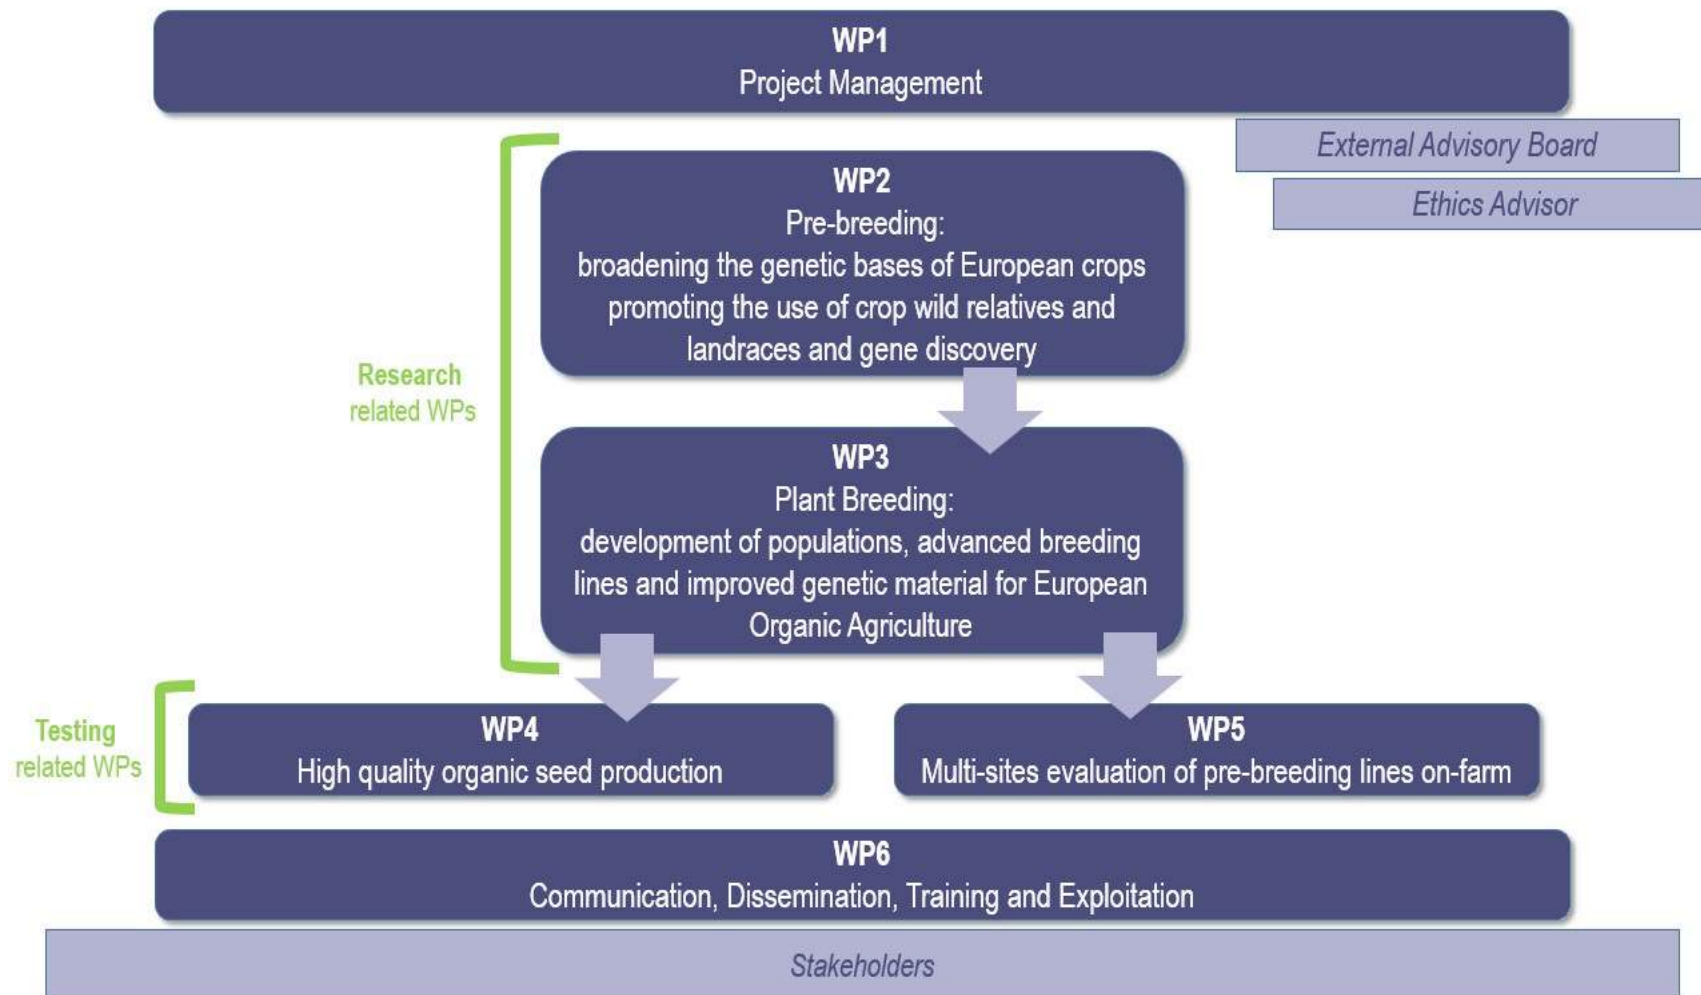 WP1
Project Management
External Advisory Board
Ethics Advisor
WP2
Pre-breeding:
broadening the genetic bases of European crops
promoting the use of crop wild relatives and
landraces and gene discovery
Research
related WPs
WP3
Plant Breeding:
development of populations, advanced breeding
lines and improved genetic material for European
Organic Agriculture
Testing
related WPs
WP4
High quality organic seed production
WP5
Multi-sites evaluation of pre-breeding lines on-farm
WP6
Communication, Dissemination, Training and Exploitation
Stakeholders